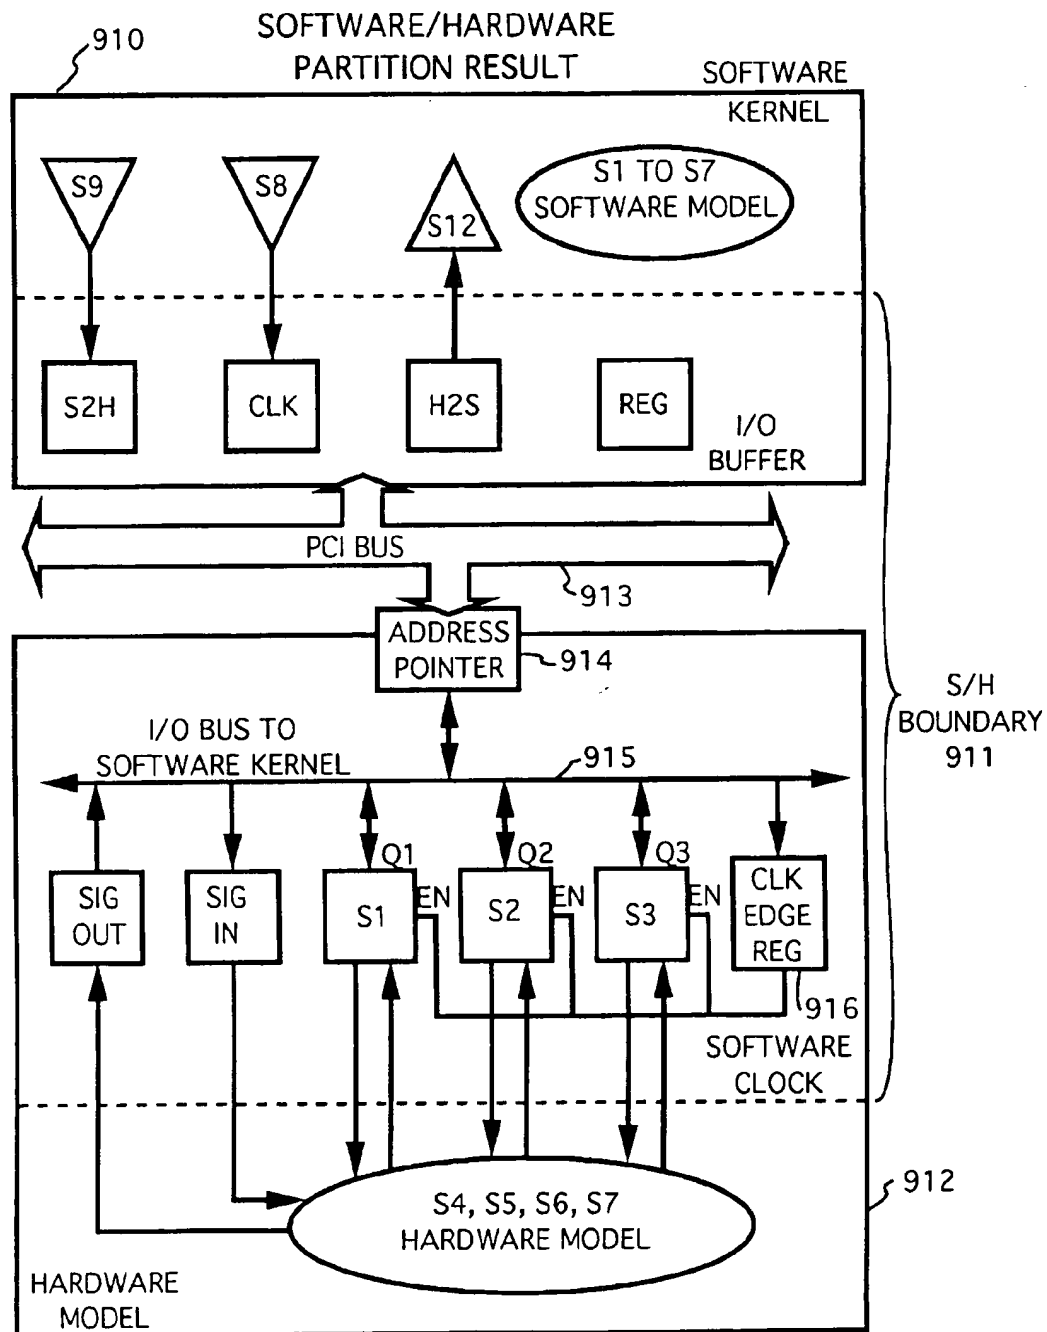 SOFTWARE/HARDWARE
PARTITION RESULT
910
SOFTWARE
KERNEL
S9
S8
S12
S1 TO S7
SOFTWARE MODEL
S2H
CLK
H2S
REG
I/O
BUFFER
PCI BUS
913
ADDRESS
POINTER
914
S/H
BOUNDARY
911
I/O BUS TO
SOFTWARE KERNEL
915
Q1
Q2
Q3
SIG
OUT
SIG
IN
S1
EN
S2
EN
S3
EN
CLK
EDGE
REG
916
SOFTWARE
CLOCK
S4, S5, S6, S7
HARDWARE MODEL
912
HARDWARE
MODEL